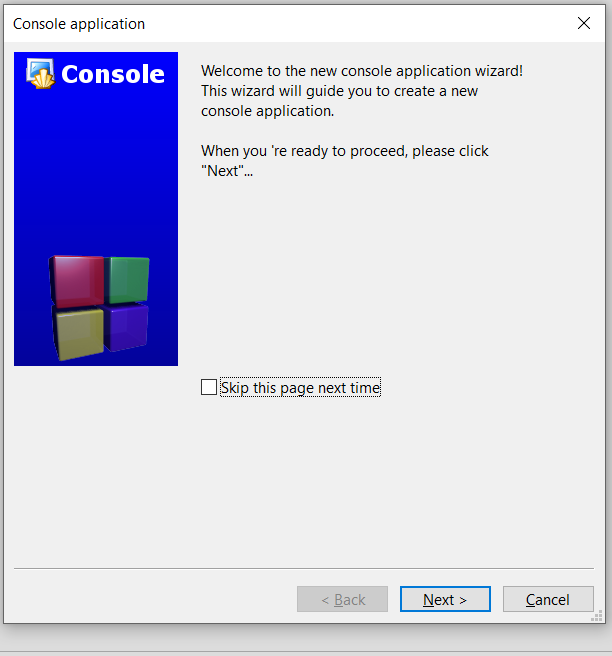 Console application
Console
Welcome to the new console application wizard!
This wizard will guide you to create a new
console application.
When you 're ready to proceed, please click
"Next"...
Skip this page next time
< Back
Next >
Cancel